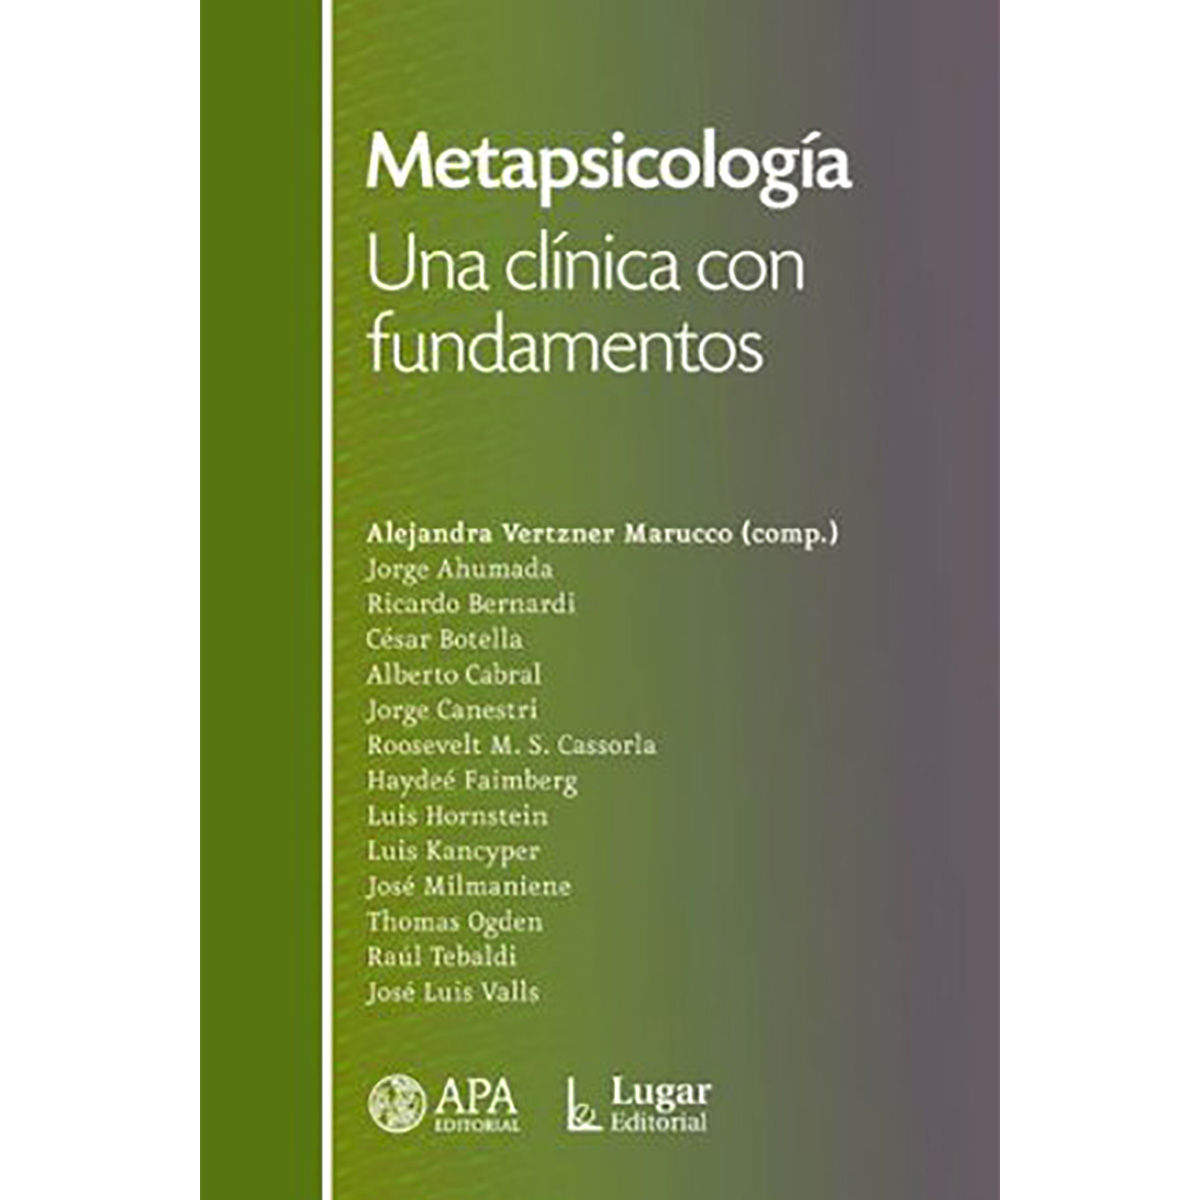 Metapsicología
Una clínica con
fundamentos
Alejandra Vertzner Marucco (comp.)
Jorge Ahumada
Ricardo Bernardi
César Botella
Alberto Cabral
Jorge Canestri
Roosevelt M. S. Cassorla
Haydeé Faimberg
Luis Hornstein
Luis Kancyper
José Milmaniene
Thomas Ogden
Raúl Tebaldi
José Luis Valls
APA
EDITORIAL
Lugar
Editorial